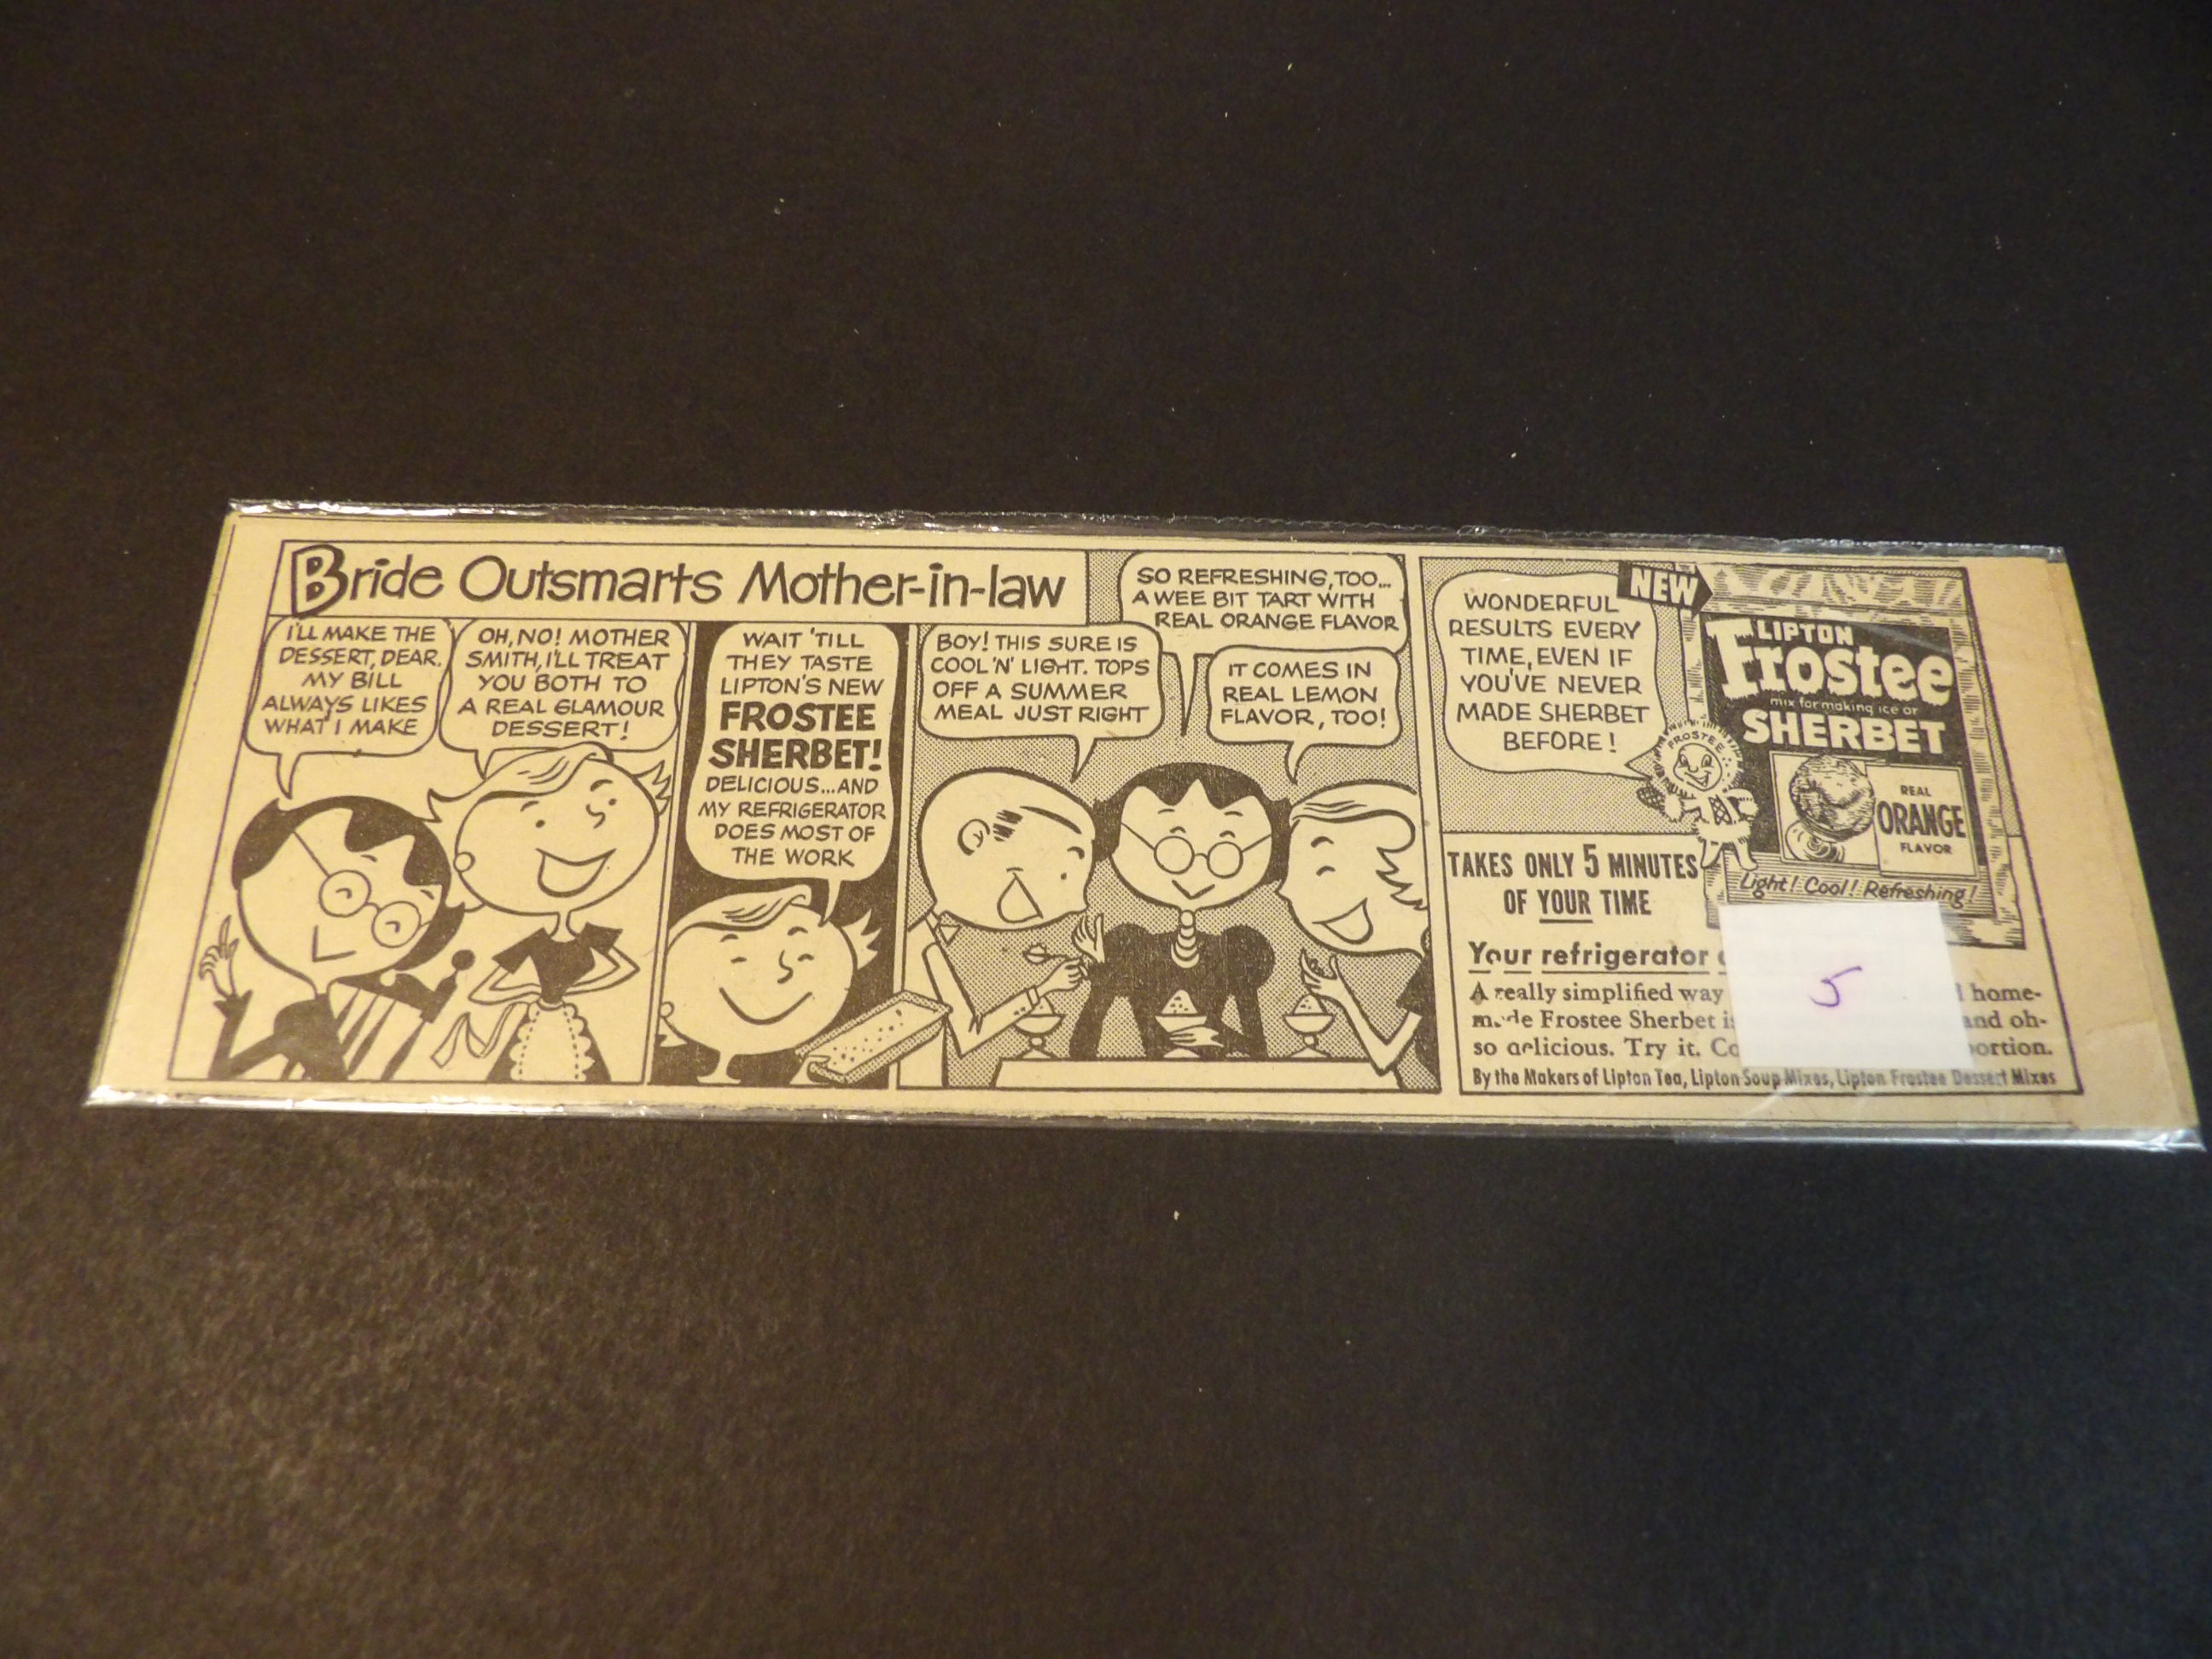 Bride Outsmarts Mother-in-law
I'LL MAKE THE
DESSERT, DEAR.
MY BILL
ALWAYS LIKES
WHAT I MAKE
OH, NO! MOTHER
SMITH, I'LL TREAT
YOU BOTH TO
A REAL GLAMOUR
DESSERT!
WAIT 'TILL
THEY TASTE
LIPTON'S NEW
FROSTEE
SHERBET!
DELICIOUS...AND
MY REFRIGERATOR
DOES MOST OF
THE WORK
BOY! THIS SURE IS
COOL 'N' LIGHT. TOPS
OFF A SUMMER
MEAL JUST RIGHT
SO REFRESHING, TOO...
A WEE BIT TART WITH
REAL ORANGE FLAVOR
IT COMES IN
REAL LEMON
FLAVOR, TOO!
WONDERFUL
RESULTS EVERY
TIME, EVEN IF
YOU'VE NEVER
MADE SHERBET
BEFORE!
NEW
LIPTON
Frostee
mix for making ice or
SHERBET
REAL
ORANGE
FLAVOR
Light! Cool! Refreshing!
FROSTEE
TAKES ONLY 5 MINUTES
OF YOUR TIME
Your refrigerator
A really simplified way home-
made Frostee Sherbet and oh-
so delicious. Try it.
By the Makers of Lipton Tea, Lipton Soup Mixes, Lipton Frostee Dessert Mixes
5